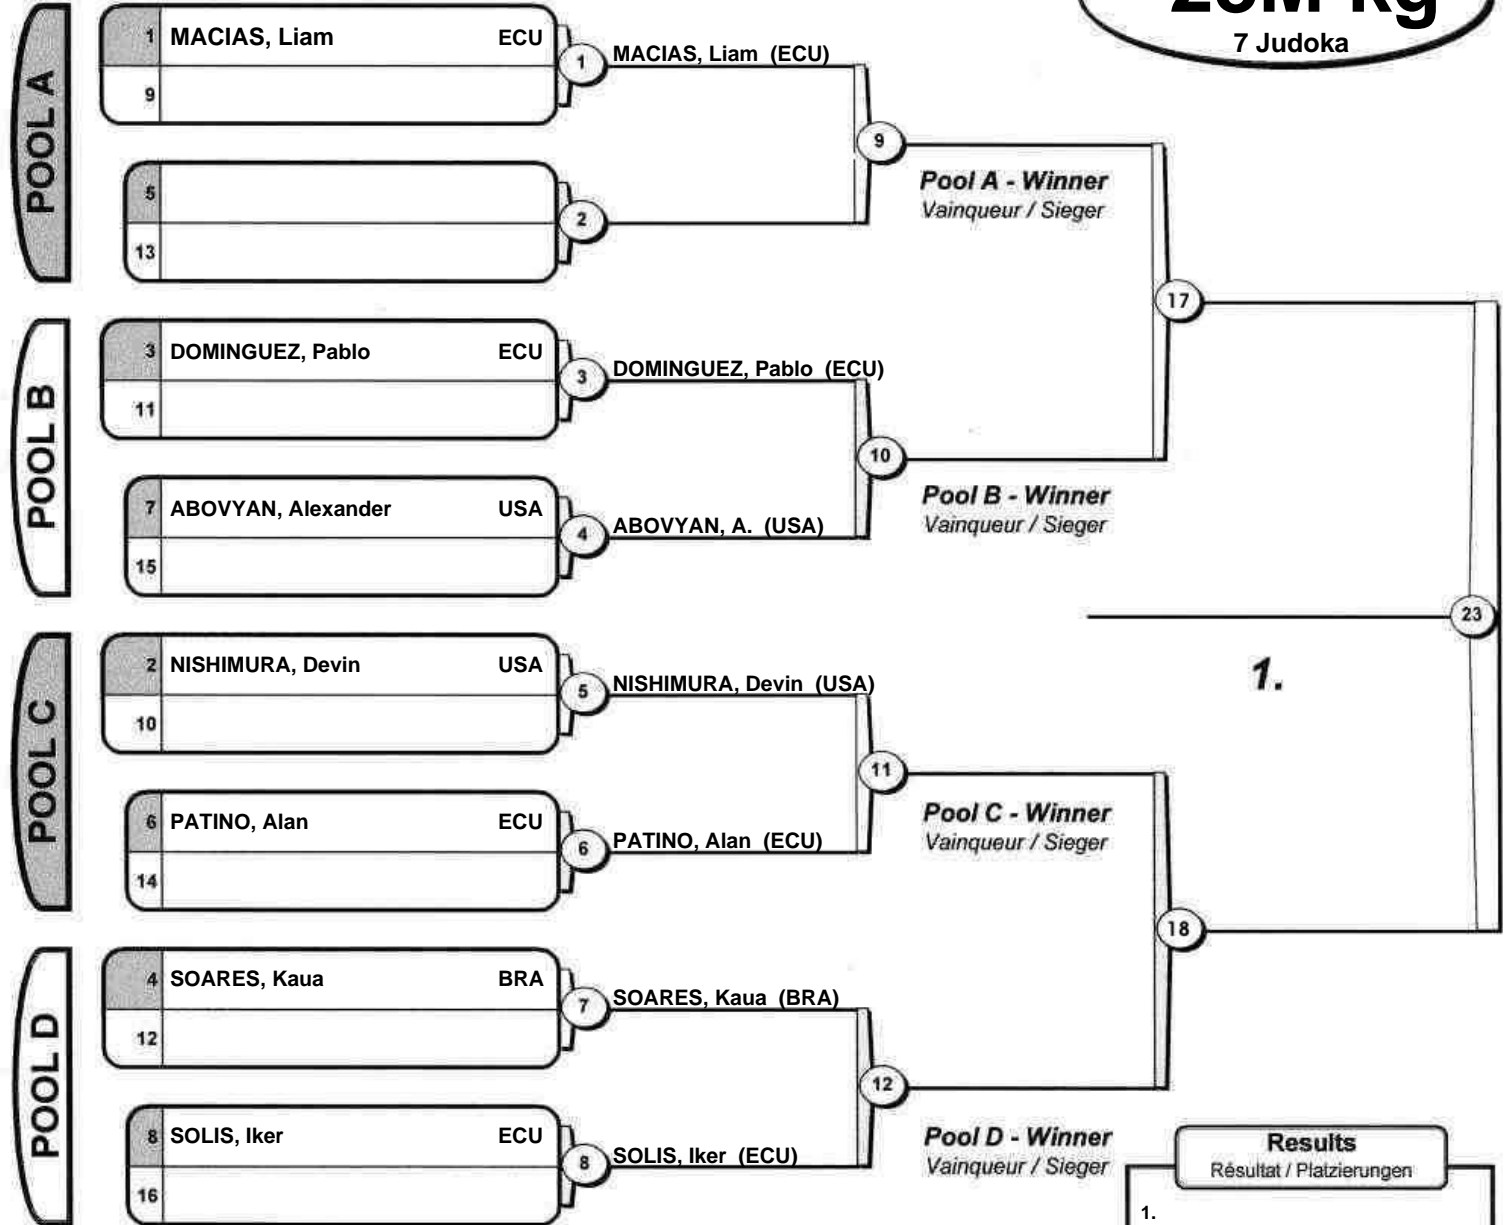 7 Judoka
POOL A
1 MACIAS, Liam ECU
9
1
MACIAS, Liam (ECU)
5
13
2
9
Pool A - Winner
Vainqueur / Sieger
POOL B
3 DOMINGUEZ, Pablo ECU
11
3
DOMINGUEZ, Pablo (ECU)
7 ABOVYAN, Alexander USA
15
4
ABOVYAN, A. (USA)
10
Pool B - Winner
Vainqueur / Sieger
17
POOL C
2 NISHIMURA, Devin USA
10
5
NISHIMURA, Devin (USA)
6 PATINO, Alan ECU
14
6
PATINO, Alan (ECU)
11
Pool C - Winner
Vainqueur / Sieger
POOL D
4 SOARES, Kaua BRA
12
7
SOARES, Kaua (BRA)
8 SOLIS, Iker ECU
16
8
SOLIS, Iker (ECU)
12
Pool D - Winner
Vainqueur / Sieger
18
23
1.
Results
Résultat / Platzierungen
1.